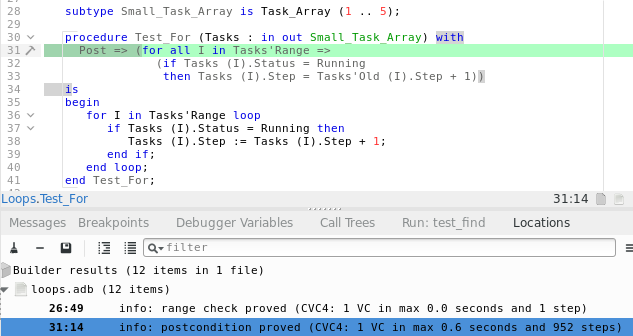 28 subtype Small_Task_Array is Task_Array (1 .. 5);
29
30 procedure Test_For (Tasks : in out Small_Task_Array) with
31 Post => (for all I in Tasks'Range =>
32 (if Tasks (I).Status = Running
33 then Tasks (I).Step = Tasks'Old (I).Step + 1))
34 is
35 begin
36 for I in Tasks'Range loop
37 if Tasks (I).Status = Running then
38 Tasks (I).Step := Tasks (I).Step + 1;
39 end if;
40 end loop;
41 end Test_For;
Loops.Test_For 31:14
Messages Breakpoints Debugger Variables Call Trees Run: test_find Locations
filter
Builder results (12 items in 1 file)
loops.adb (12 items)
26:49 info: range check proved (CVC4: 1 VC in max 0.0 seconds and 1 step)
31:14 info: postcondition proved (CVC4: 1 VC in max 0.6 seconds and 952 steps)